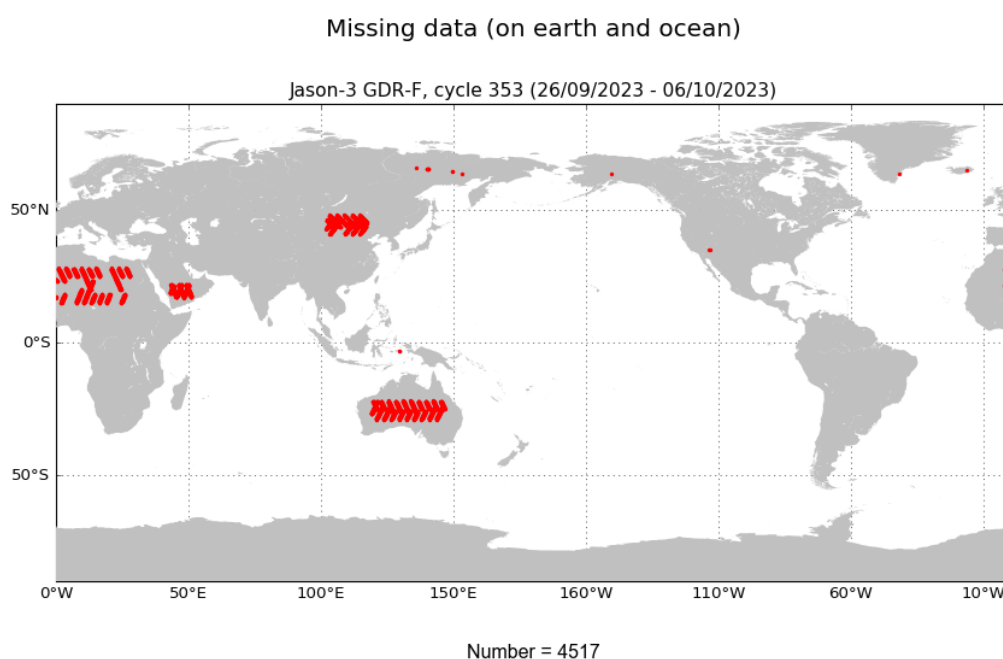 Missing data (on earth and ocean)
Jason-3 GDR-F, cycle 353 (26/09/2023 - 06/10/2023)
50°N
0°S
50°S
0°W 50°E 100°E 150°E 160°W 110°W 60°W 10°W
Number = 4517